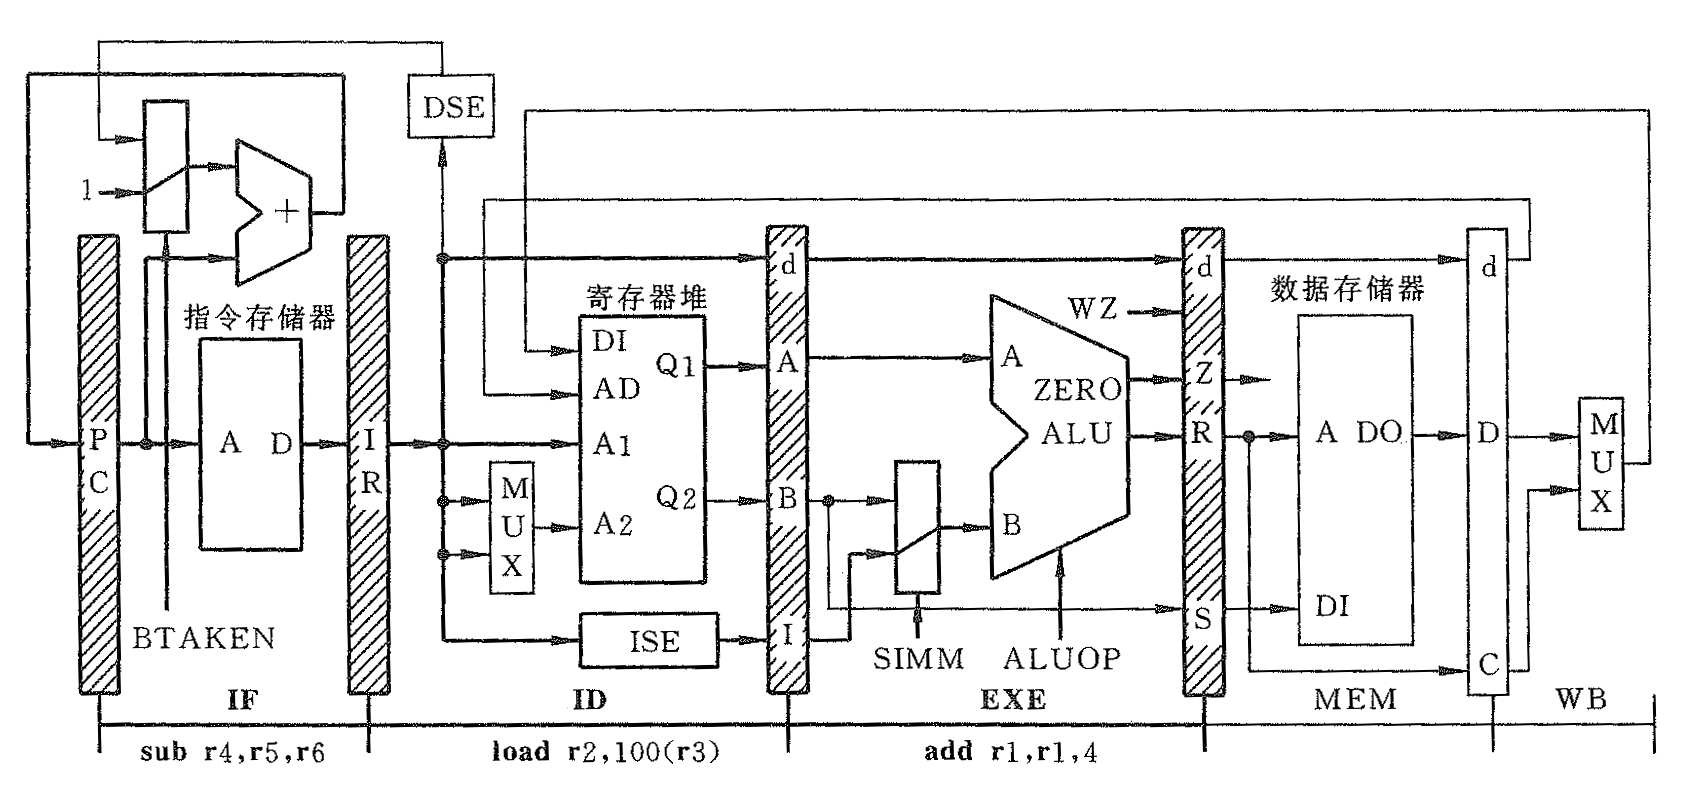 DSE
1
+
指令存储器
A D
P
C
I
R
BTAKEN
寄存器堆
DI
AD
A1
A2
Q1
Q2
M
U
X
ISE
d
A
B
I
WZ
A
B
ZERO
ALU
SIMM
ALUOP
d
Z
R
S
数据存储器
A DO
DI
d
D
C
M
U
X
IF ID EXE MEM WB
sub r4,r5,r6 load r2,100(r3) add r1,r1,4